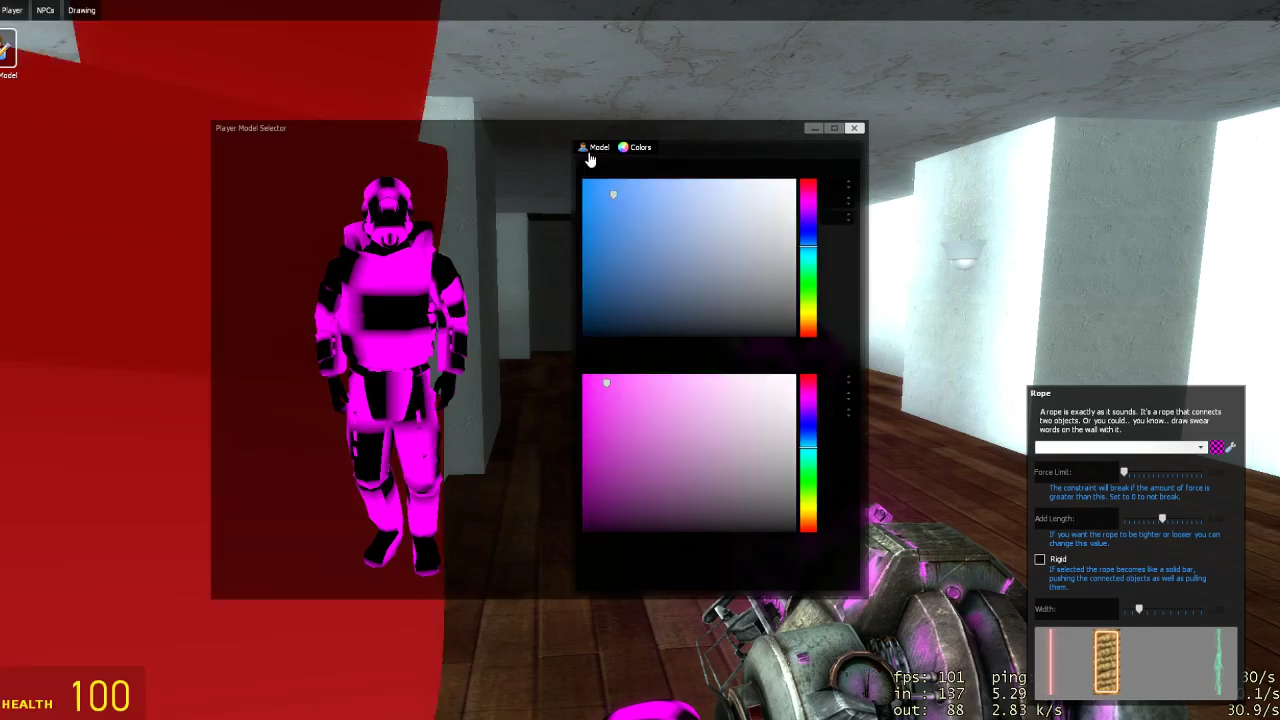 Player NPCs Drawing
Model
Player Model Selector
Model Colors
Rope
A rope is exactly as it sounds. It's a rope that connects
two objects. Or you could.. you know.. draw swear
words on the wall with it.
Force Limit:
The constraint will break if the amount of force is
greater than this. Set to 0 to not break.
Add Length:
If you want the rope to be tighter or looser you can
change this value.
Rigid
If selected the rope becomes like a solid bar,
pushing the connected objects as well as pulling
them.
Width:
HEALTH 100
fps: 101 ping 30/s
in : 137 5.29 0.1/s
out: 88 2.83 k/s 30.9/s